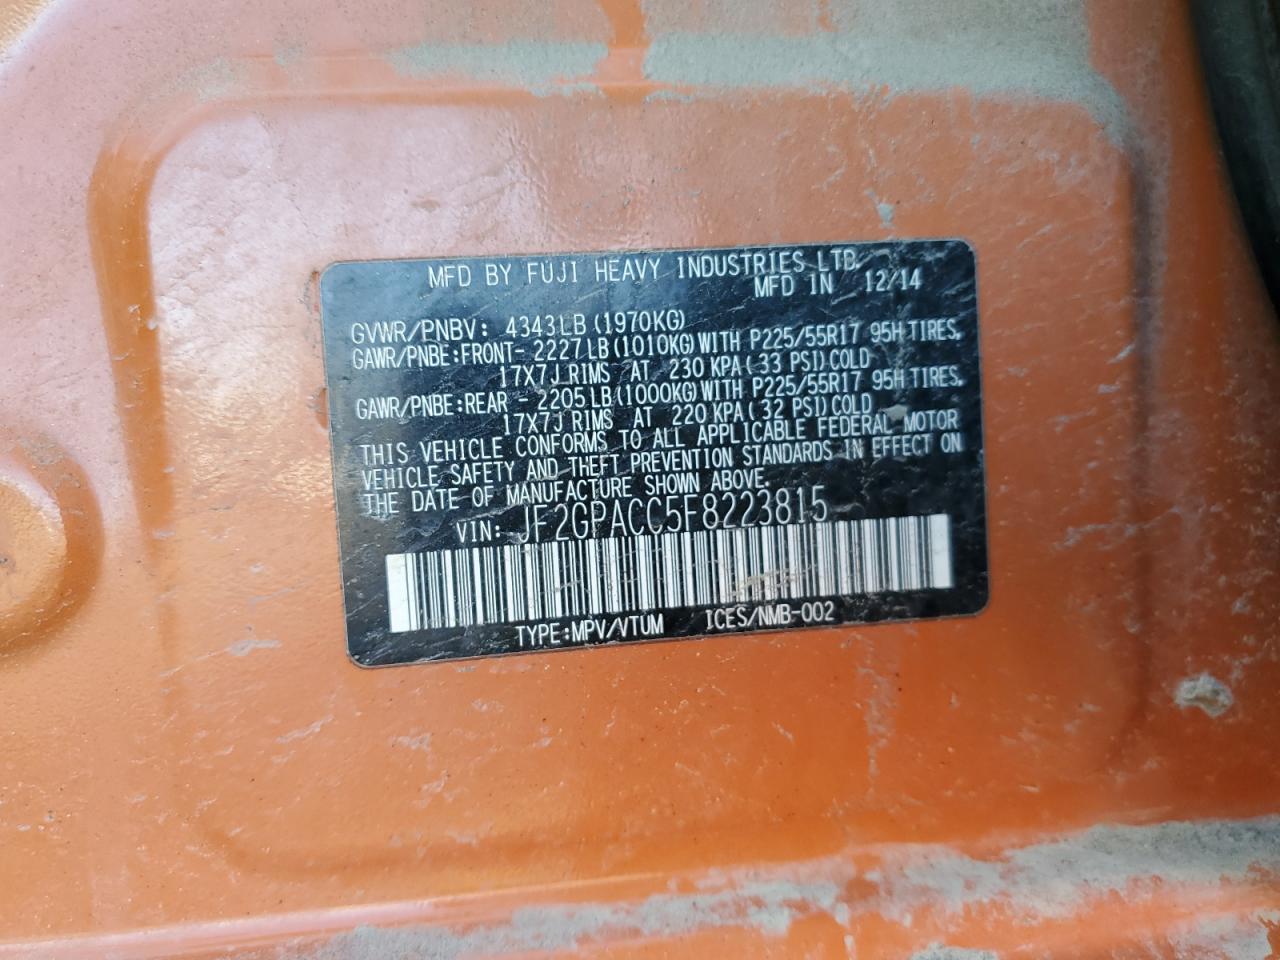 MFD BY FUJI HEAVY INDUSTRIES LTD.
MFD IN 12/14
GVWR/PNBV: 4343LB (1970KG)
GAWR/PNBE:FRONT- 2227LB(1010KG)WITH P225/55R17 95H TIRES,
17X7J RIMS AT 230 KPA(33 PSI)COLD
GAWR/PNBE:REAR - 2205LB(1000KG)WITH P225/55R17 95H TIRES,
17X7J RIMS AT 220 KPA(32 PSI)COLD
THIS VEHICLE CONFORMS TO ALL APPLICABLE FEDERAL MOTOR
VEHICLE SAFETY AND THEFT PREVENTION STANDARDS IN EFFECT ON
THE DATE OF MANUFACTURE SHOWN ABOVE.
VIN: JF2GPACC5F8223815
TYPE:MPV/VTUM ICES/NMB-002